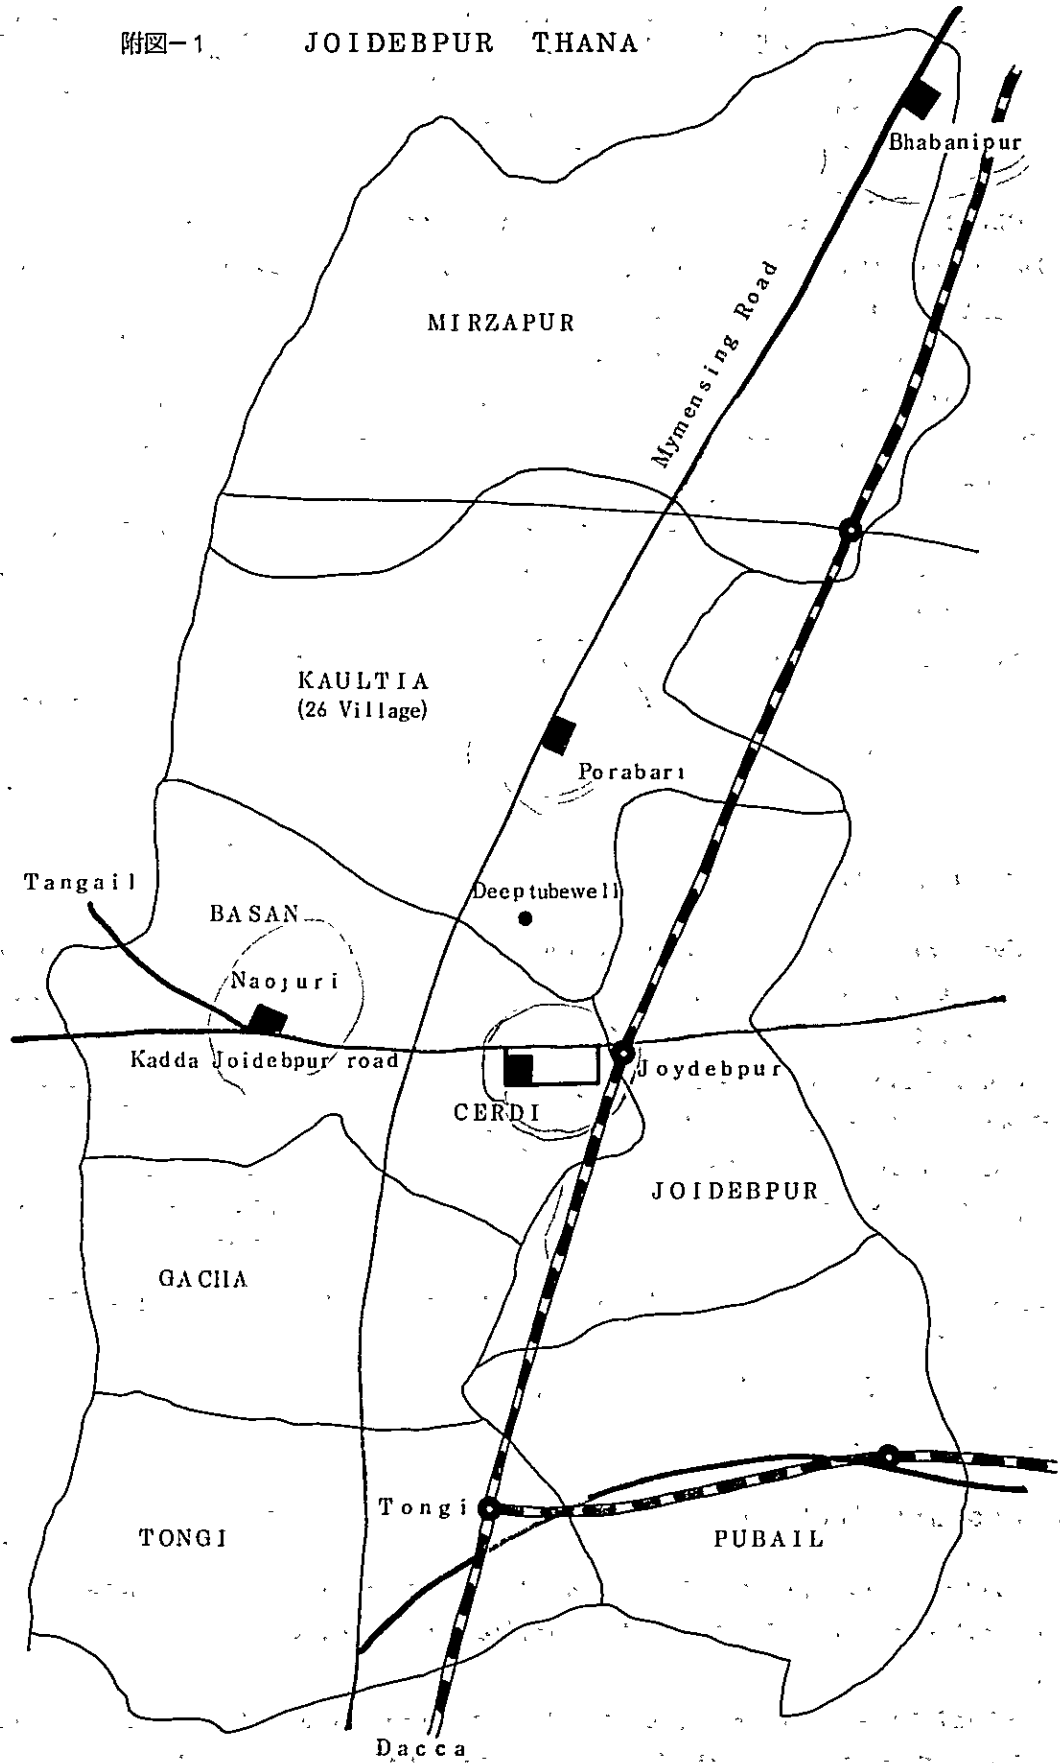 附図-1 JOIDEBPUR THANA
Bhabanipur
Mymensing Road
MIRZAPUR
KAULTIA
(26 Village)
Porabari
Tangail
Deeptubewell
BASAN
Naojuri
Kadda Joidebpur road
Joydebpur
CERDI
JOIDEBPUR
GACHA
Tongi
TONGI
PUBAIL
Dacca